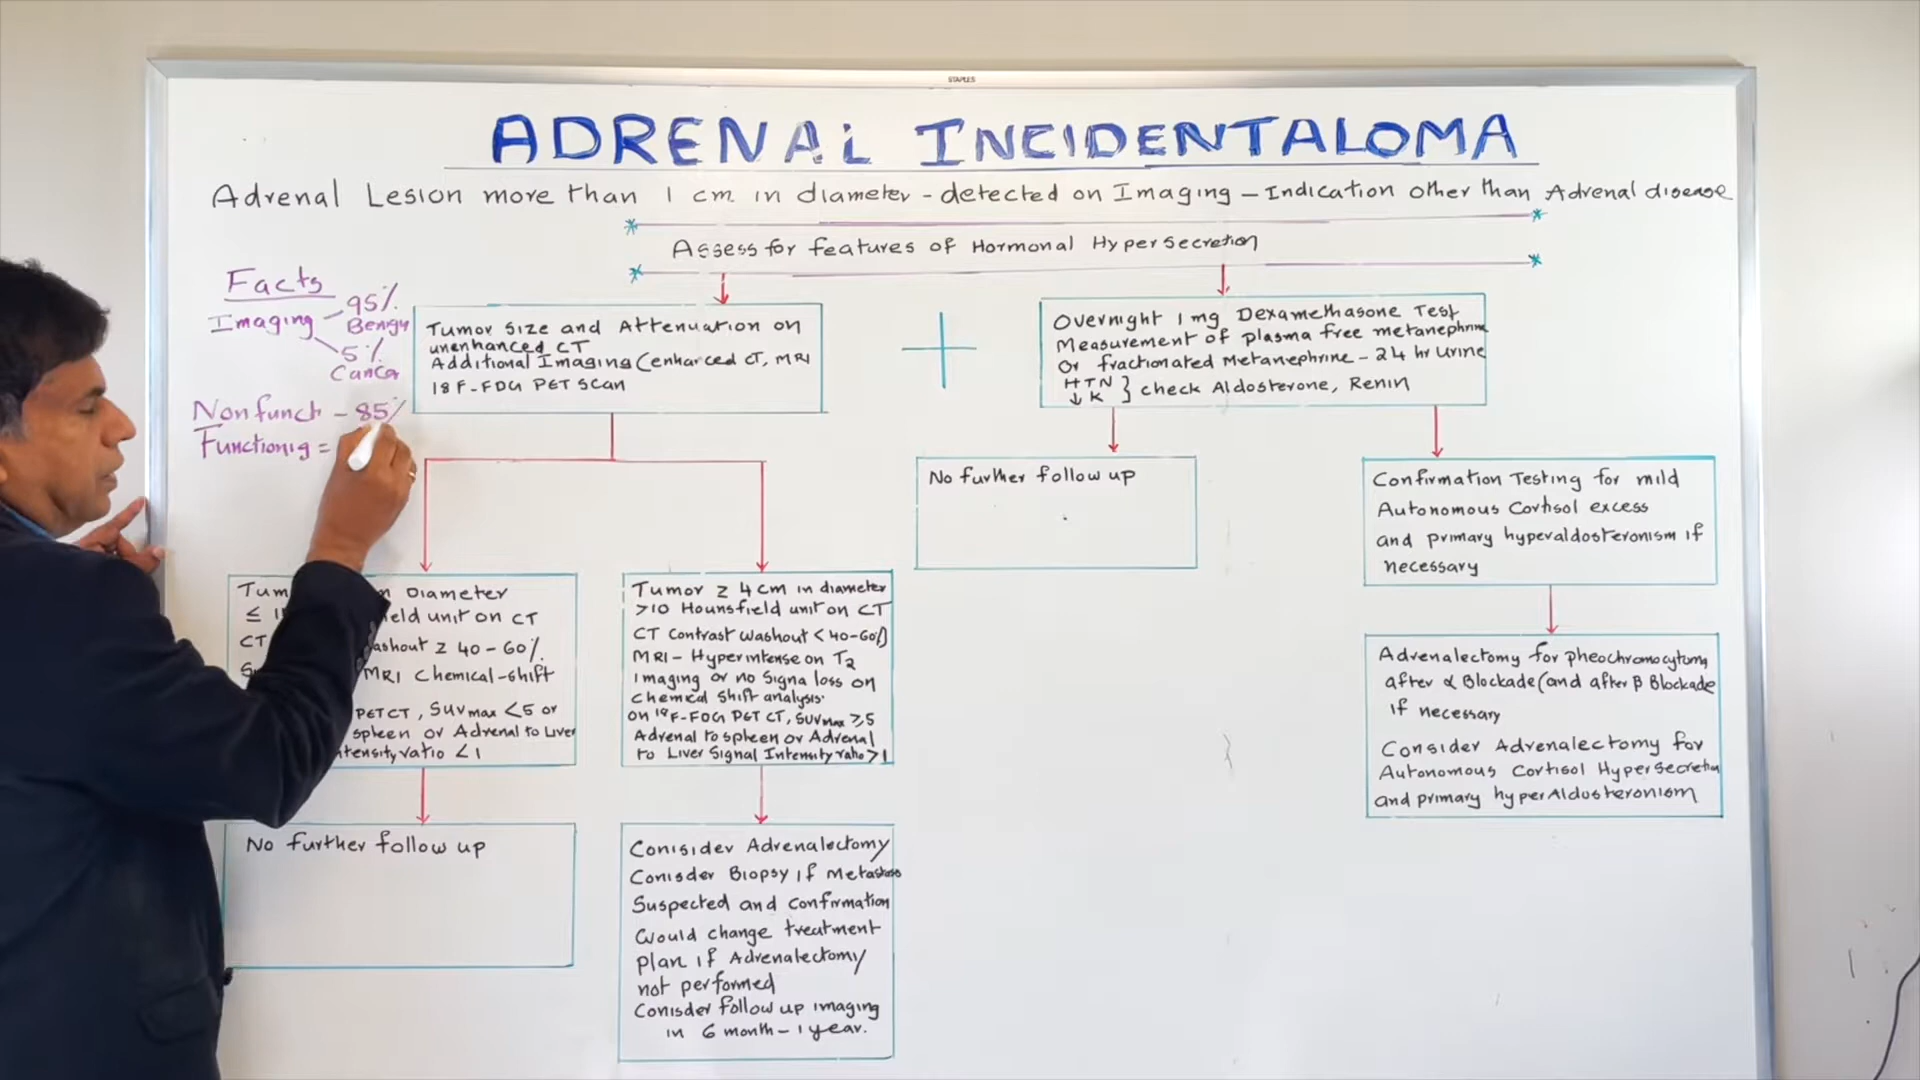 STAPLES
ADRENAL INCIDENTALOMA
Adrenal Lesion more than 1 cm in diameter - detected on Imaging - Indication other than Adrenal disease
Assess for features of Hormonal Hypersecretion
Facts
Imaging
95%
Benign
5%
Cancer
Nonfunct - 85%
Functionig =
Tumor size and Attenuation on
unenhanced CT
Additional Imaging (enhanced CT, MRI
18 F-FDG PET SCAN
+
Overnight 1 mg Dexamethasone Test
Measurement of plasma free metanephrine
Or fractionated Metanephrine - 24 hr Urine
HTN
↓ K } check Aldosterone, Renin
No further follow up
Confirmation Testing for mild
Autonomous Cortisol excess
and primary hyperaldosteronism if
necessary
Diameter
≤ unit on CT
CT ≥ 40-60%
MRI Chemical-shift
PET CT, SUVmax <5 or
spleen or Adrenal to Liver
ratio <1
Tumor ≥ 4 cm in diameter
>10 Hounsfield unit on CT
CT Contrast washout < 40-60%)
MRI - Hyperintense on T2
Imaging or no Signa loss on
Chemical shift analysis.
on 18F-FDG PET CT, SUVmax ≥5
Adrenal to spleen or Adrenal
to Liver Signal Intensity ratio >1
Adrenalectomy for pheochromocytoma
after α Blockade (and after β Blockade
if necessary
Consider Adrenalectomy for
Autonomous Cortisol Hypersecretion
and primary hyperAldosteronism
No further follow up
Conisider Adrenalectomy
Conisder Biopsy if Metastasis
Suspected and confirmation
Would change treatment
plan if Adrenalectomy
not performed
Conisder follow up imaging
in 6 month - 1 year.